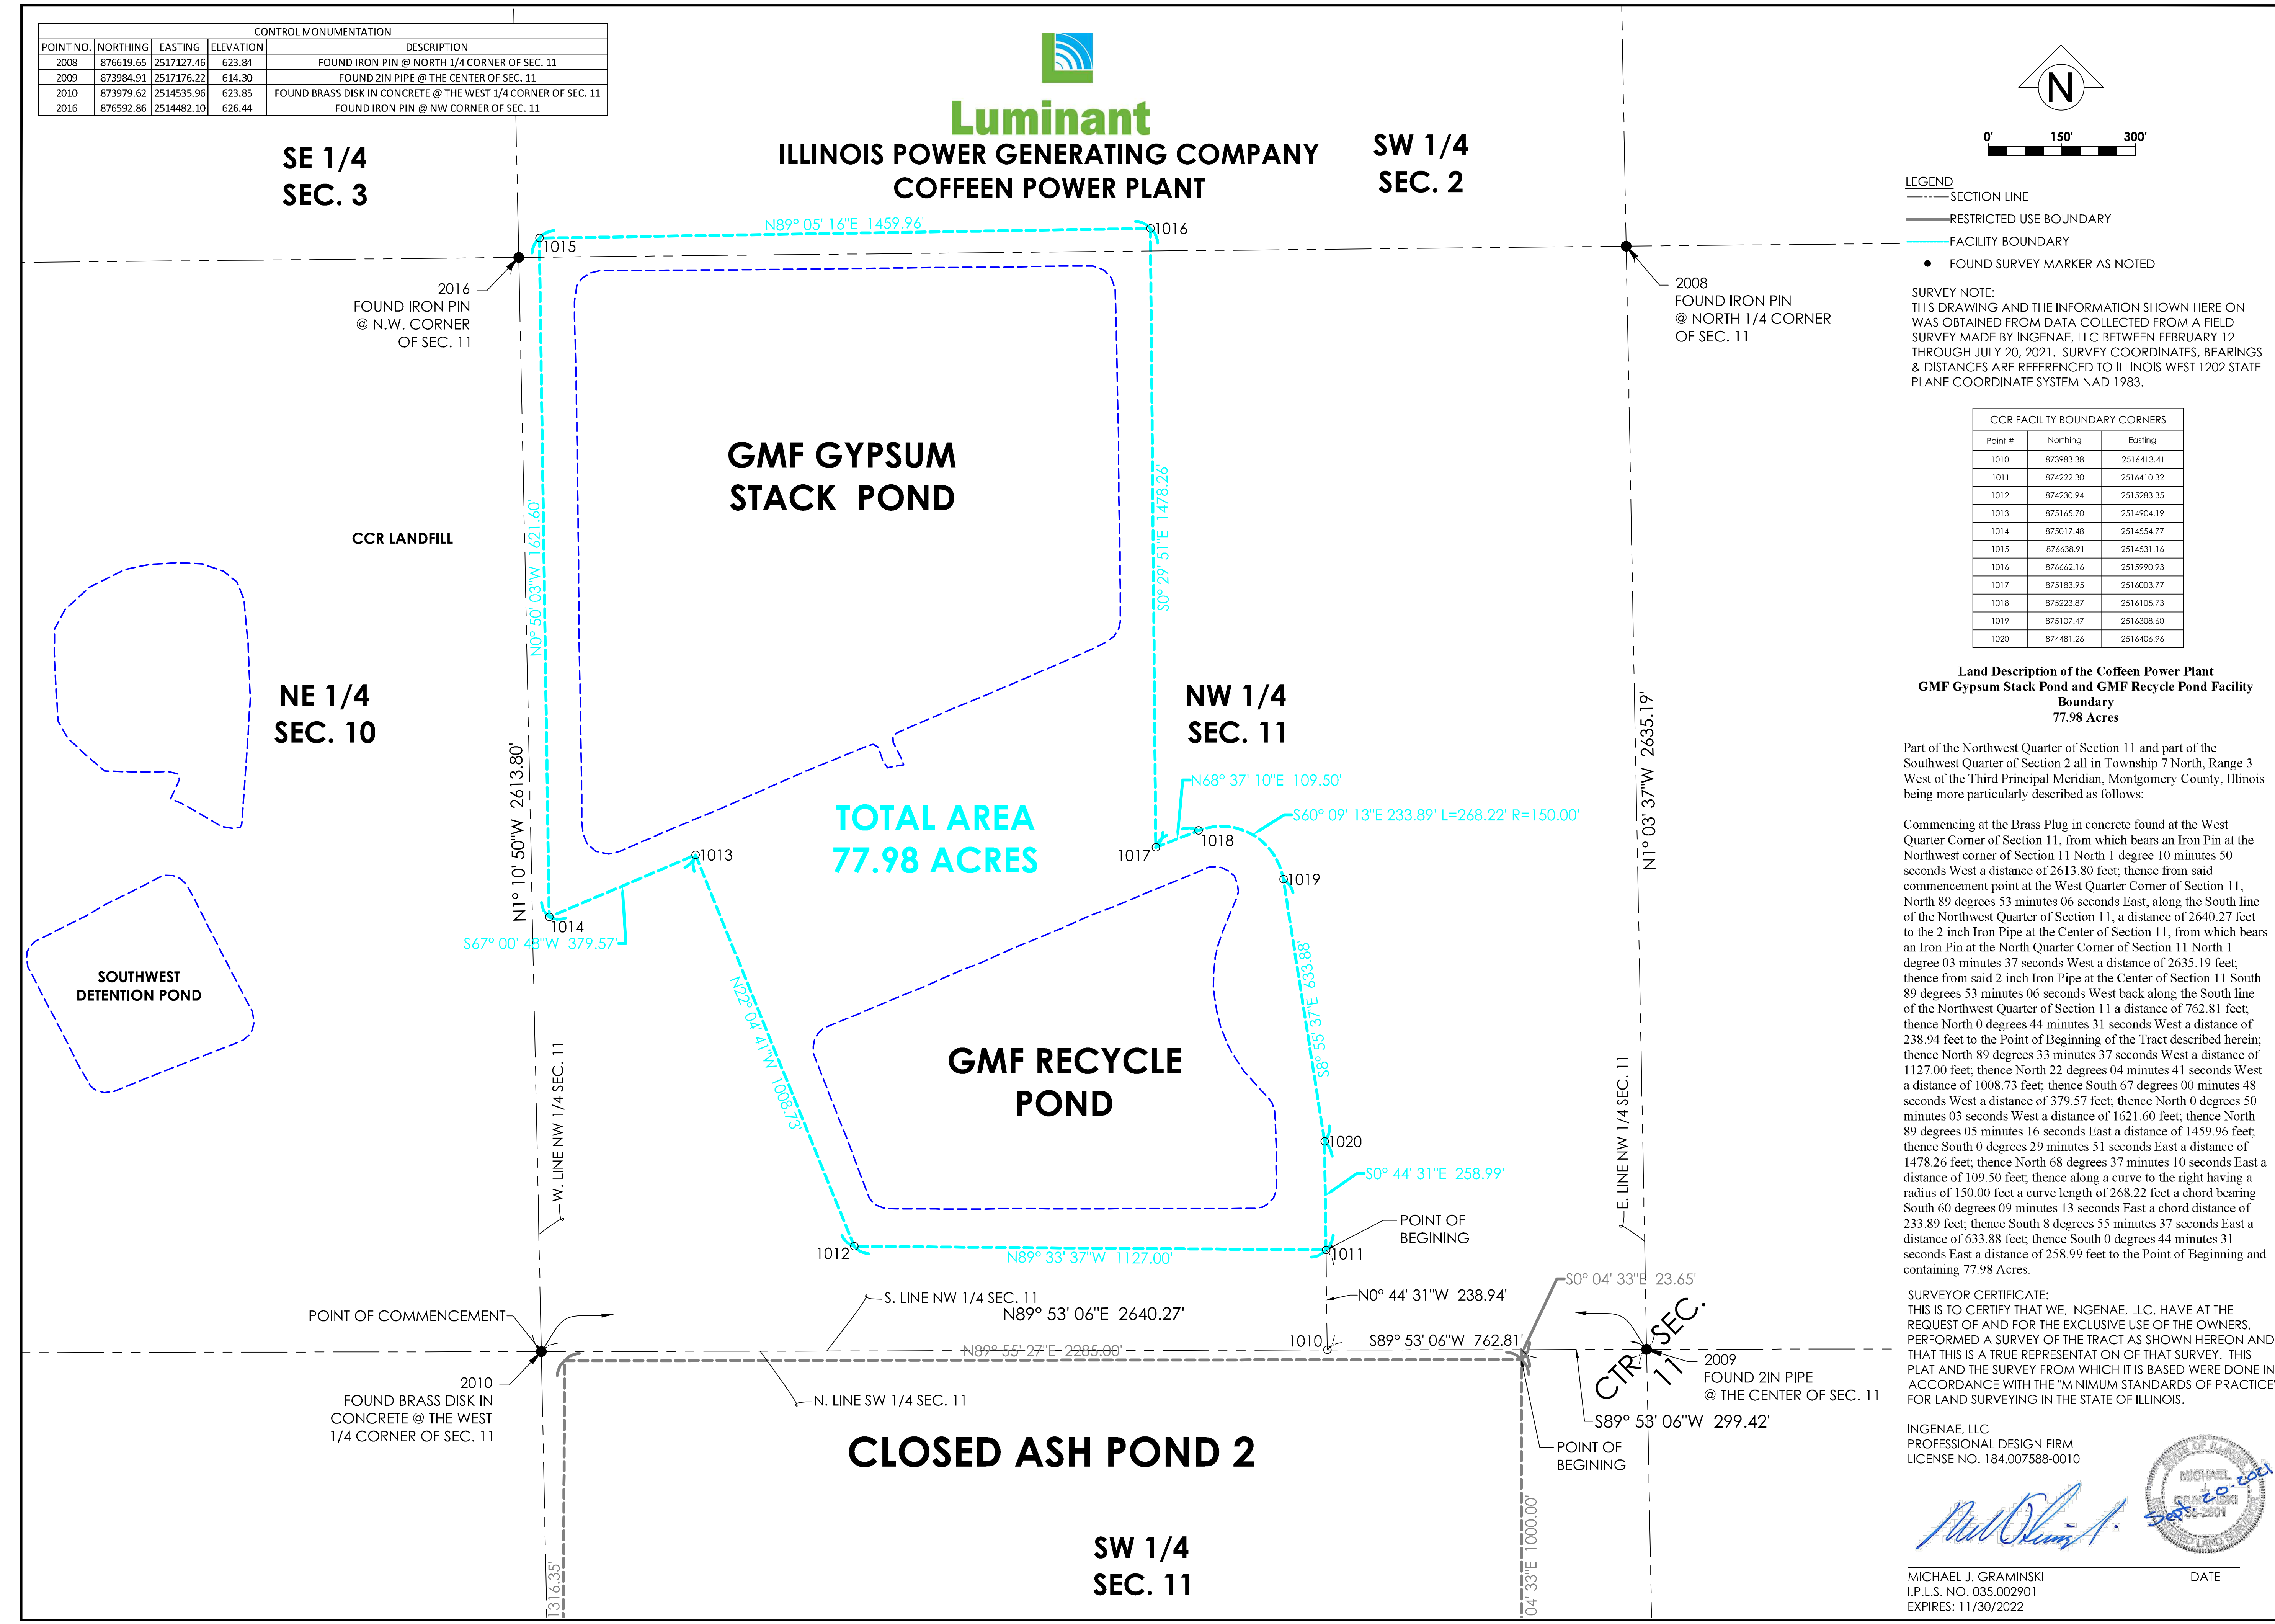 CONTROL MONUMENTATION
POINT NO. NORTHING EASTING ELEVATION DESCRIPTION
2008 876619.65 2517127.46 623.84 FOUND IRON PIN @ NORTH 1/4 CORNER OF SEC. 11
2009 873984.91 2517176.22 614.30 FOUND 2IN PIPE @ THE CENTER OF SEC. 11
2010 873979.62 2514535.96 623.85 FOUND BRASS DISK IN CONCRETE @ THE WEST 1/4 CORNER OF SEC. 11
2016 876592.86 2514482.10 626.44 FOUND IRON PIN @ NW CORNER OF SEC. 11
Luminant
ILLINOIS POWER GENERATING COMPANY
COFFEEN POWER PLANT
SE 1/4
SEC. 3
SW 1/4
SEC. 2
N89° 05' 16"E 1459.96'
1015
1016
2016
FOUND IRON PIN
@ N.W. CORNER
OF SEC. 11
2008
FOUND IRON PIN
@ NORTH 1/4 CORNER
OF SEC. 11
GMF GYPSUM
STACK POND
N0° 50' 03"W 1621.60'
S0° 29' 51"E 1478.26'
CCR LANDFILL
NE 1/4
SEC. 10
NW 1/4
SEC. 11
N1° 10' 50"W 2613.80'
N1° 03' 37"W 2635.19'
N68° 37' 10"E 109.50'
S60° 09' 13"E 233.89' L=268.22' R=150.00'
TOTAL AREA
77.98 ACRES
1013
1017
1018
1019
1014
S67° 00' 48"W 379.57'
SOUTHWEST
DETENTION POND
N22° 04' 41"W 1008.73'
S8° 55' 37"E 633.88'
GMF RECYCLE
POND
W. LINE NW 1/4 SEC. 11
E. LINE NW 1/4 SEC. 11
1020
S0° 44' 31"E 258.99'
POINT OF
BEGINING
1012
1011
N89° 33' 37"W 1127.00'
S0° 04' 33"E 23.65'
N0° 44' 31"W 238.94'
S. LINE NW 1/4 SEC. 11
N89° 53' 06"E 2640.27'
POINT OF COMMENCEMENT
1010
S89° 53' 06"W 762.81'
N89° 55' 27"E 2285.00'
CTR SEC.
11
2009
FOUND 2IN PIPE
@ THE CENTER OF SEC. 11
2010
FOUND BRASS DISK IN
CONCRETE @ THE WEST
1/4 CORNER OF SEC. 11
N. LINE SW 1/4 SEC. 11
S89° 53' 06"W 299.42'
POINT OF
BEGINING
CLOSED ASH POND 2
SW 1/4
SEC. 11
1316.35'
04' 33"E 1000.00'
N
0' 150' 300'
LEGEND
SECTION LINE
RESTRICTED USE BOUNDARY
FACILITY BOUNDARY
FOUND SURVEY MARKER AS NOTED
SURVEY NOTE:
THIS DRAWING AND THE INFORMATION SHOWN HERE ON
WAS OBTAINED FROM DATA COLLECTED FROM A FIELD
SURVEY MADE BY INGENAE, LLC BETWEEN FEBRUARY 12
THROUGH JULY 20, 2021. SURVEY COORDINATES, BEARINGS
& DISTANCES ARE REFERENCED TO ILLINOIS WEST 1202 STATE
PLANE COORDINATE SYSTEM NAD 1983.
CCR FACILITY BOUNDARY CORNERS
Point # Northing Easting
1010 873983.38 2516413.41
1011 874222.30 2516410.32
1012 874230.94 2515283.35
1013 875165.70 2514904.19
1014 875017.48 2514554.77
1015 876638.91 2514531.16
1016 876662.16 2515990.93
1017 875183.95 2516003.77
1018 875223.87 2516105.73
1019 875107.47 2516308.60
1020 874481.26 2516406.96
Land Description of the Coffeen Power Plant
GMF Gypsum Stack Pond and GMF Recycle Pond Facility
Boundary
77.98 Acres
Part of the Northwest Quarter of Section 11 and part of the
Southwest Quarter of Section 2 all in Township 7 North, Range 3
West of the Third Principal Meridian, Montgomery County, Illinois
being more particularly described as follows:
Commencing at the Brass Plug in concrete found at the West
Quarter Corner of Section 11, from which bears an Iron Pin at the
Northwest corner of Section 11 North 1 degree 10 minutes 50
seconds West a distance of 2613.80 feet; thence from said
commencement point at the West Quarter Corner of Section 11,
North 89 degrees 53 minutes 06 seconds East, along the South line
of the Northwest Quarter of Section 11, a distance of 2640.27 feet
to the 2 inch Iron Pipe at the Center of Section 11, from which bears
an Iron Pin at the North Quarter Corner of Section 11 North 1
degree 03 minutes 37 seconds West a distance of 2635.19 feet;
thence from said 2 inch Iron Pipe at the Center of Section 11 South
89 degrees 53 minutes 06 seconds West back along the South line
of the Northwest Quarter of Section 11 a distance of 762.81 feet;
thence North 0 degrees 44 minutes 31 seconds West a distance of
238.94 feet to the Point of Beginning of the Tract described herein;
thence North 89 degrees 33 minutes 37 seconds West a distance of
1127.00 feet; thence North 22 degrees 04 minutes 41 seconds West
a distance of 1008.73 feet; thence South 67 degrees 00 minutes 48
seconds West a distance of 379.57 feet; thence North 0 degrees 50
minutes 03 seconds West a distance of 1621.60 feet; thence North
89 degrees 05 minutes 16 seconds East a distance of 1459.96 feet;
thence South 0 degrees 29 minutes 51 seconds East a distance of
1478.26 feet; thence North 68 degrees 37 minutes 10 seconds East a
distance of 109.50 feet; thence along a curve to the right having a
radius of 150.00 feet a curve length of 268.22 feet a chord bearing
South 60 degrees 09 minutes 13 seconds East a chord distance of
233.89 feet; thence South 8 degrees 55 minutes 37 seconds East a
distance of 633.88 feet; thence South 0 degrees 44 minutes 31
seconds East a distance of 258.99 feet to the Point of Beginning and
containing 77.98 Acres.
SURVEYOR CERTIFICATE:
THIS IS TO CERTIFY THAT WE, INGENAE, LLC, HAVE AT THE
REQUEST OF AND FOR THE EXCLUSIVE USE OF THE OWNERS,
PERFORMED A SURVEY OF THE TRACT AS SHOWN HEREON AND
THAT THIS IS A TRUE REPRESENTATION OF THAT SURVEY. THIS
PLAT AND THE SURVEY FROM WHICH IT IS BASED WERE DONE IN
ACCORDANCE WITH THE "MINIMUM STANDARDS OF PRACTICE"
FOR LAND SURVEYING IN THE STATE OF ILLINOIS.
INGENAE, LLC
PROFESSIONAL DESIGN FIRM
LICENSE NO. 184.007588-0010
STATE OF ILLINOIS
MICHAEL
J.
GRAMINSKI
35-2901
REGISTERED LAND SURVEYOR
Sept. 20. 2021
MICHAEL J. GRAMINSKI DATE
I.P.L.S. NO. 035.002901
EXPIRES: 11/30/2022